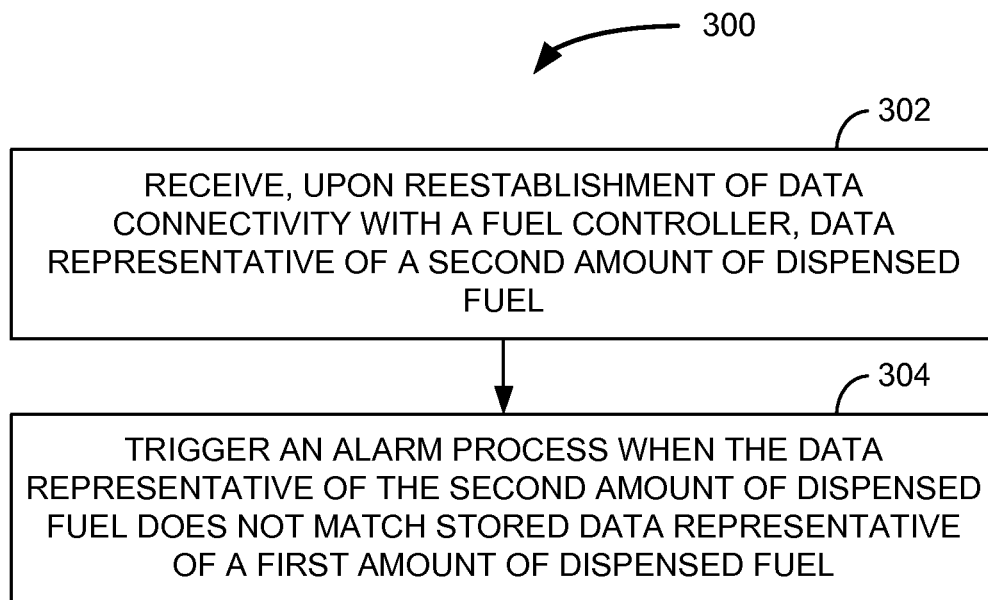 300
302
RECEIVE, UPON REESTABLISHMENT OF DATA
CONNECTIVITY WITH A FUEL CONTROLLER, DATA
REPRESENTATIVE OF A SECOND AMOUNT OF DISPENSED
FUEL
304
TRIGGER AN ALARM PROCESS WHEN THE DATA
REPRESENTATIVE OF THE SECOND AMOUNT OF DISPENSED
FUEL DOES NOT MATCH STORED DATA REPRESENTATIVE
OF A FIRST AMOUNT OF DISPENSED FUEL